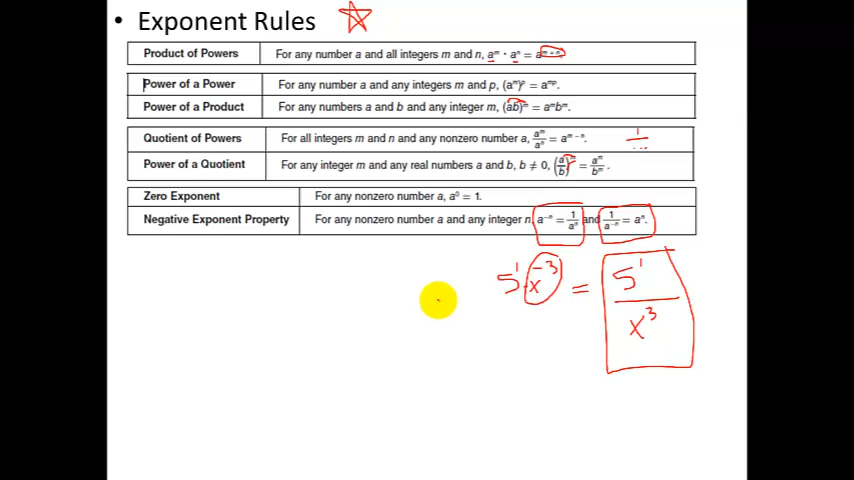 • Exponent Rules
Product of Powers For any number a and all integers m and n, aᵐ · aⁿ = aᵐ⁺ⁿ
Power of a Power For any number a and any integers m and p, (aᵐ)ᵖ = aᵐᵖ.
Power of a Product For any numbers a and b and any integer m, (ab)ᵐ = aᵐbᵐ.
Quotient of Powers For all integers m and n and any nonzero number a, aᵐ/aⁿ = aᵐ⁻ⁿ. 1/...
Power of a Quotient For any integer m and any real numbers a and b, b ≠ 0, (a/b)ᵐ = aᵐ/bᵐ.
Zero Exponent For any nonzero number a, a⁰ = 1.
Negative Exponent Property For any nonzero number a and any integer n, a⁻ⁿ = 1/aⁿ and 1/a⁻ⁿ = aⁿ.
5¹·x⁻³ = 5¹/x³